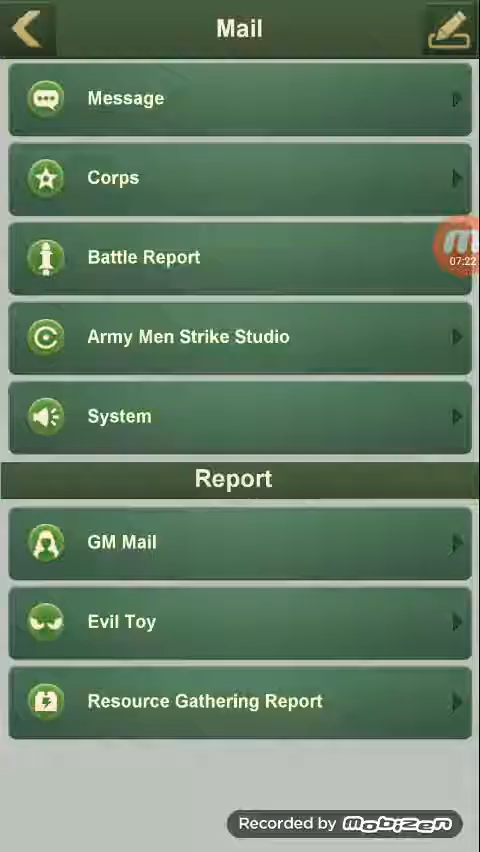 Mail
Message
Corps
Battle Report
07:22
Army Men Strike Studio
System
Report
GM Mail
Evil Toy
Resource Gathering Report
Recorded by mobizen